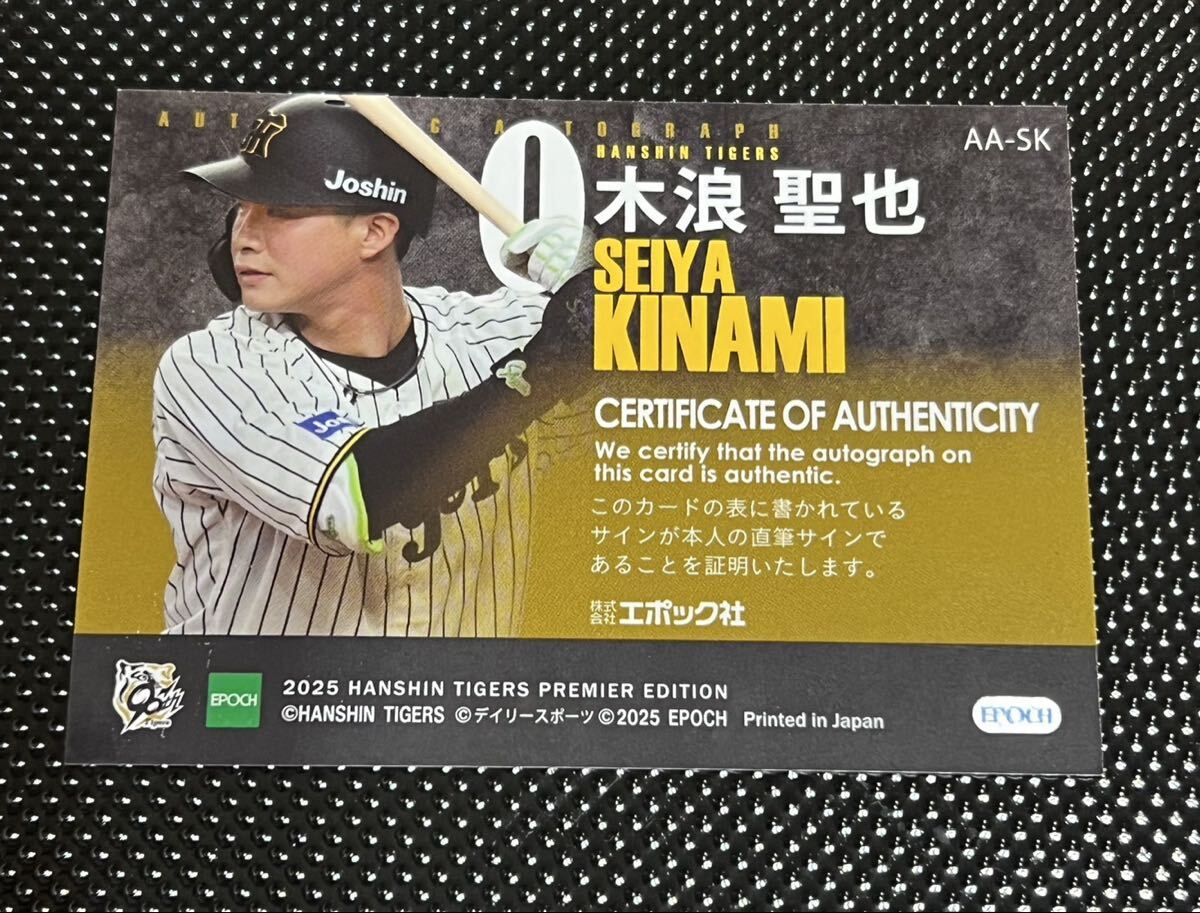 AUTHENTIC AUTOGRAPH
HANSHIN TIGERS
AA-SK
Joshin
0
木浪 聖也
SEIYA
KINAMI
CERTIFICATE OF AUTHENTICITY
We certify that the autograph on
this card is authentic.
このカードの表に書かれている
サインが本人の直筆サインで
あることを証明いたします。
株式会社エポック社
EPOCH
2025 HANSHIN TIGERS PREMIER EDITION
©HANSHIN TIGERS ©デイリースポーツ ©2025 EPOCH Printed in Japan
EPOCH